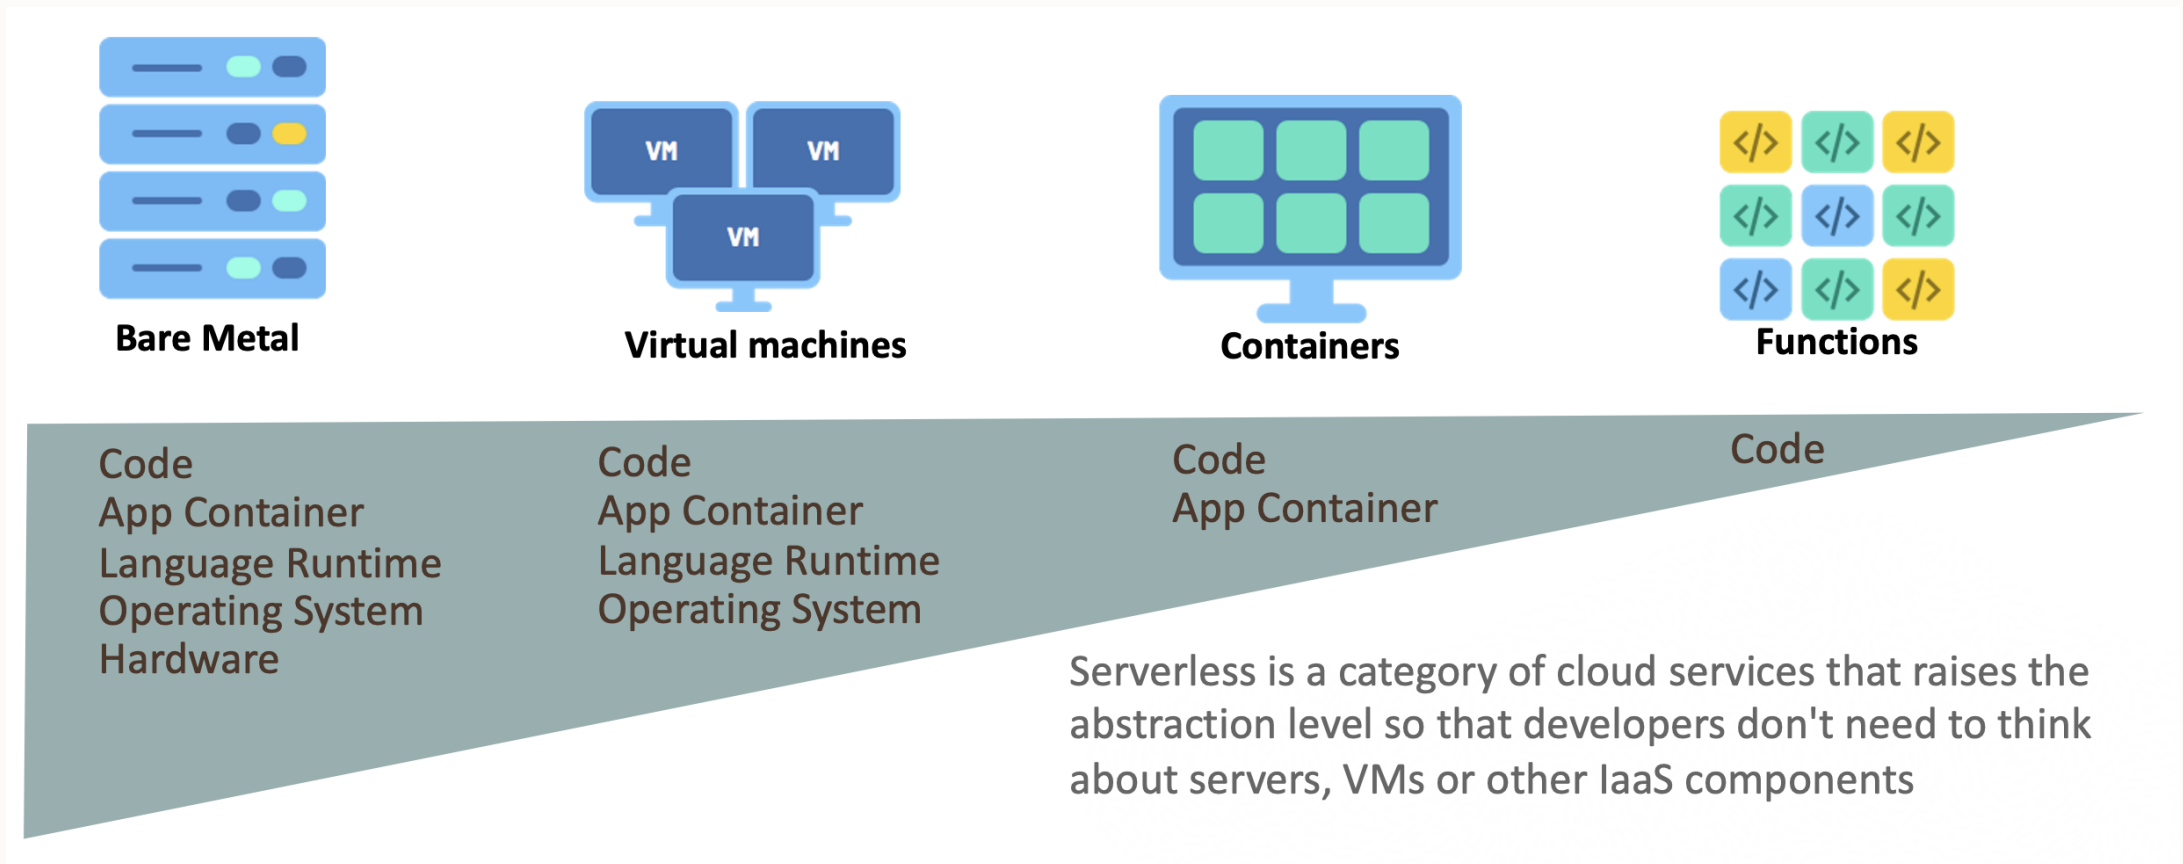 VM
VM
VM
Bare Metal
Virtual machines
Containers
Functions
Code
App Container
Language Runtime
Operating System
Hardware
Code
App Container
Language Runtime
Operating System
Code
App Container
Code
Serverless is a category of cloud services that raises the
abstraction level so that developers don't need to think
about servers, VMs or other IaaS components